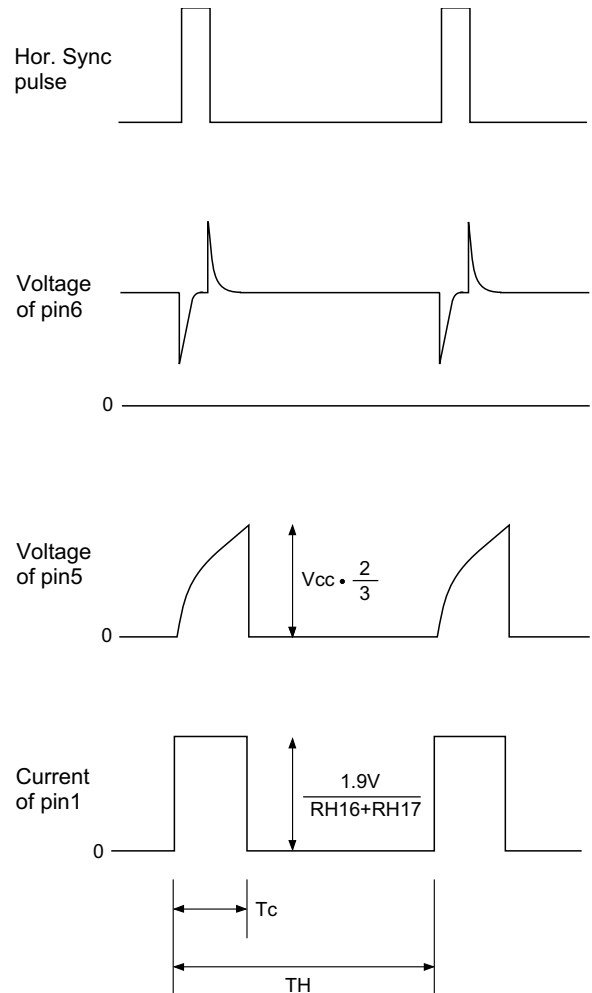 Hor. Sync
pulse
Voltage
of pin6
0
Voltage
of pin5
Vcc • 2
3
0
Current
of pin1
1.9V
RH16+RH17
0
Tc
TH